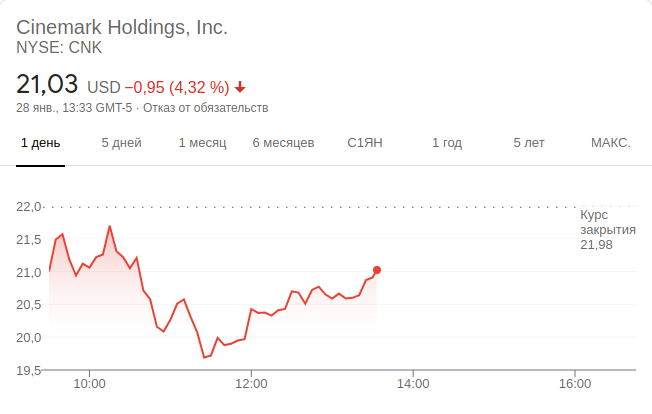 Cinemark Holdings, Inc.
NYSE: CNK
21,03 USD −0,95 (4,32 %)
28 янв., 13:33 GMT-5 · Отказ от обязательств
1 день 5 дней 1 месяц 6 месяцев С1ЯН 1 год 5 лет МАКС.
22,0
Курс
закрытия
21,98
21,5
21,0
20,5
20,0
19,5
10:00 12:00 14:00 16:00